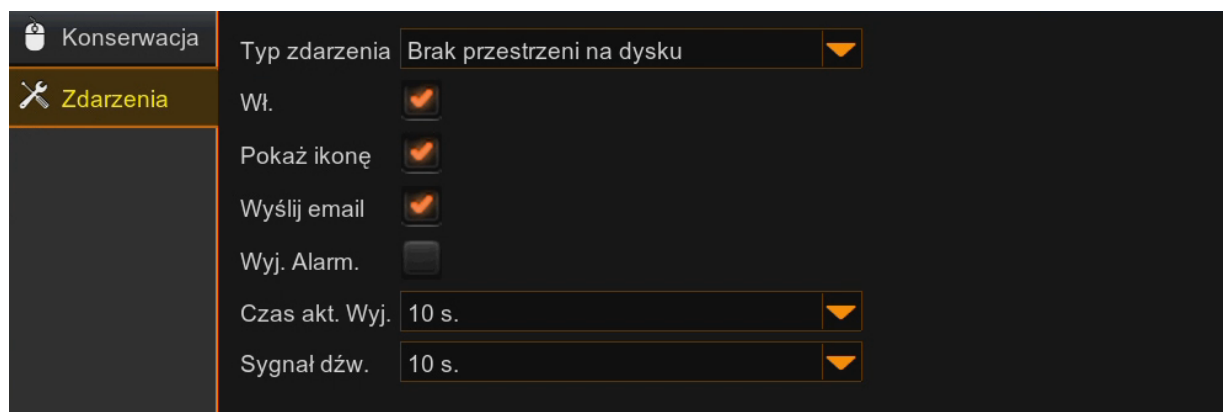 Konserwacja
Zdarzenia
Typ zdarzenia Brak przestrzeni na dysku
Wł.
Pokaż ikonę
Wyślij email
Wyj. Alarm.
Czas akt. Wyj. 10 s.
Sygnał dźw. 10 s.